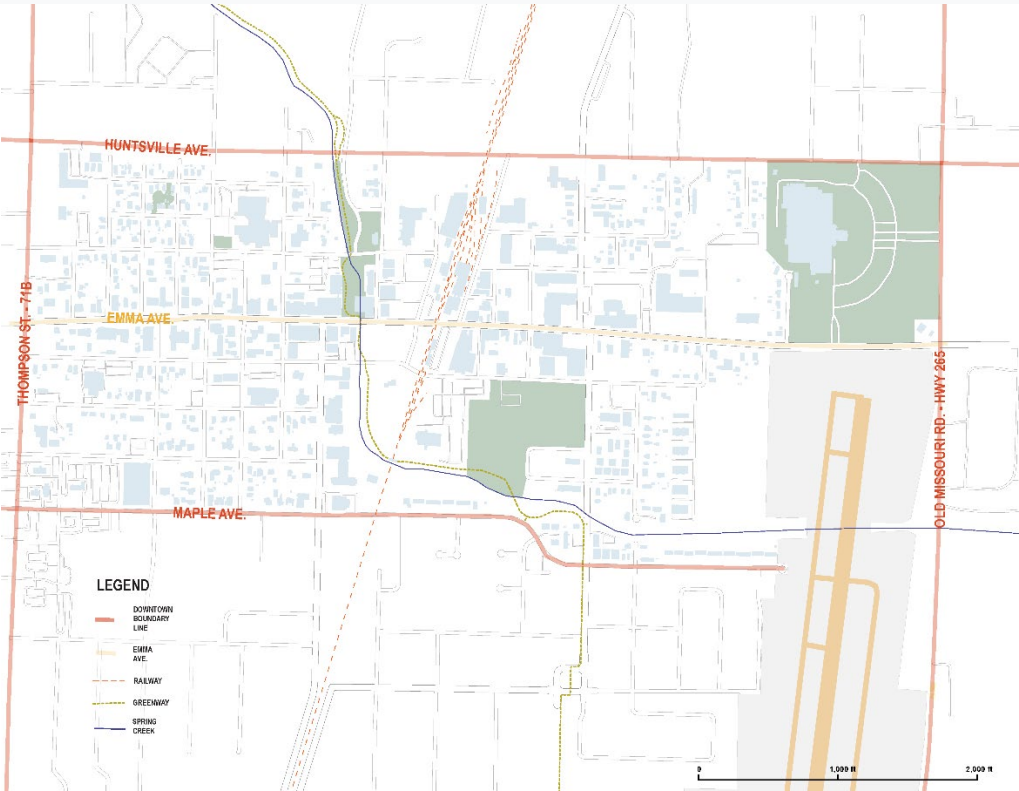 HUNTSVILLE AVE.
THOMPSON ST. - 71B
EMMA AVE.
OLD MISSOURI RD. - HWY 265
MAPLE AVE.
LEGEND
DOWNTOWN
BOUNDARY
LINE
EMMA
AVE.
RAILWAY
GREENWAY
SPRING
CREEK
0 1,000 ft 2,000 ft